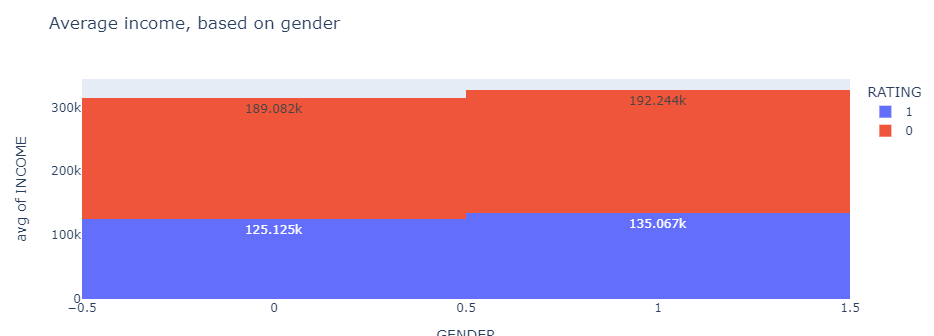 Average income, based on gender
RATING
1
0
300k
200k
100k
0
avg of INCOME
189.082k
192.244k
125.125k
135.067k
−0.5
0
0.5
1
1.5
GENDER